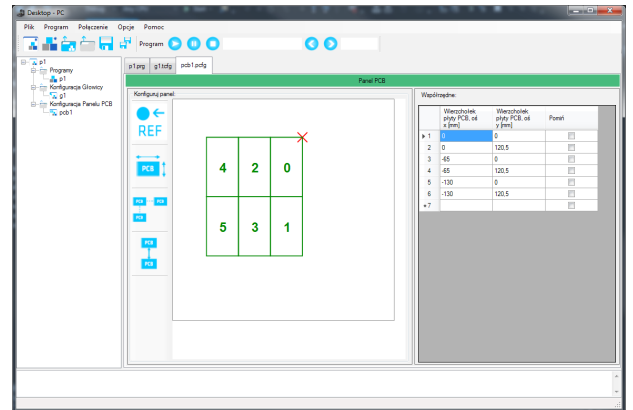 Desktop - PC
Plik Program Połączenie Opcje Pomoc
Program
p1
Programy
p1
Konfiguracja Głowicy
g1
Konfiguracja Panelu PCB
pcb1
p1.prg g1.tcfg pcb1.pcfg
Panel PCB
Konfiguruj panel:
REF
PCB
PCB PCB
PCB
PCB
PCB
4 2 0
5 3 1
Współrzędne:
Wierzchołek płyty PCB, oś x [mm] Wierzchołek płyty PCB, oś y [mm] Pomiń
1 0 0
2 0 120,5
3 -65 0
4 -65 120,5
5 -130 0
6 -130 120,5
*7